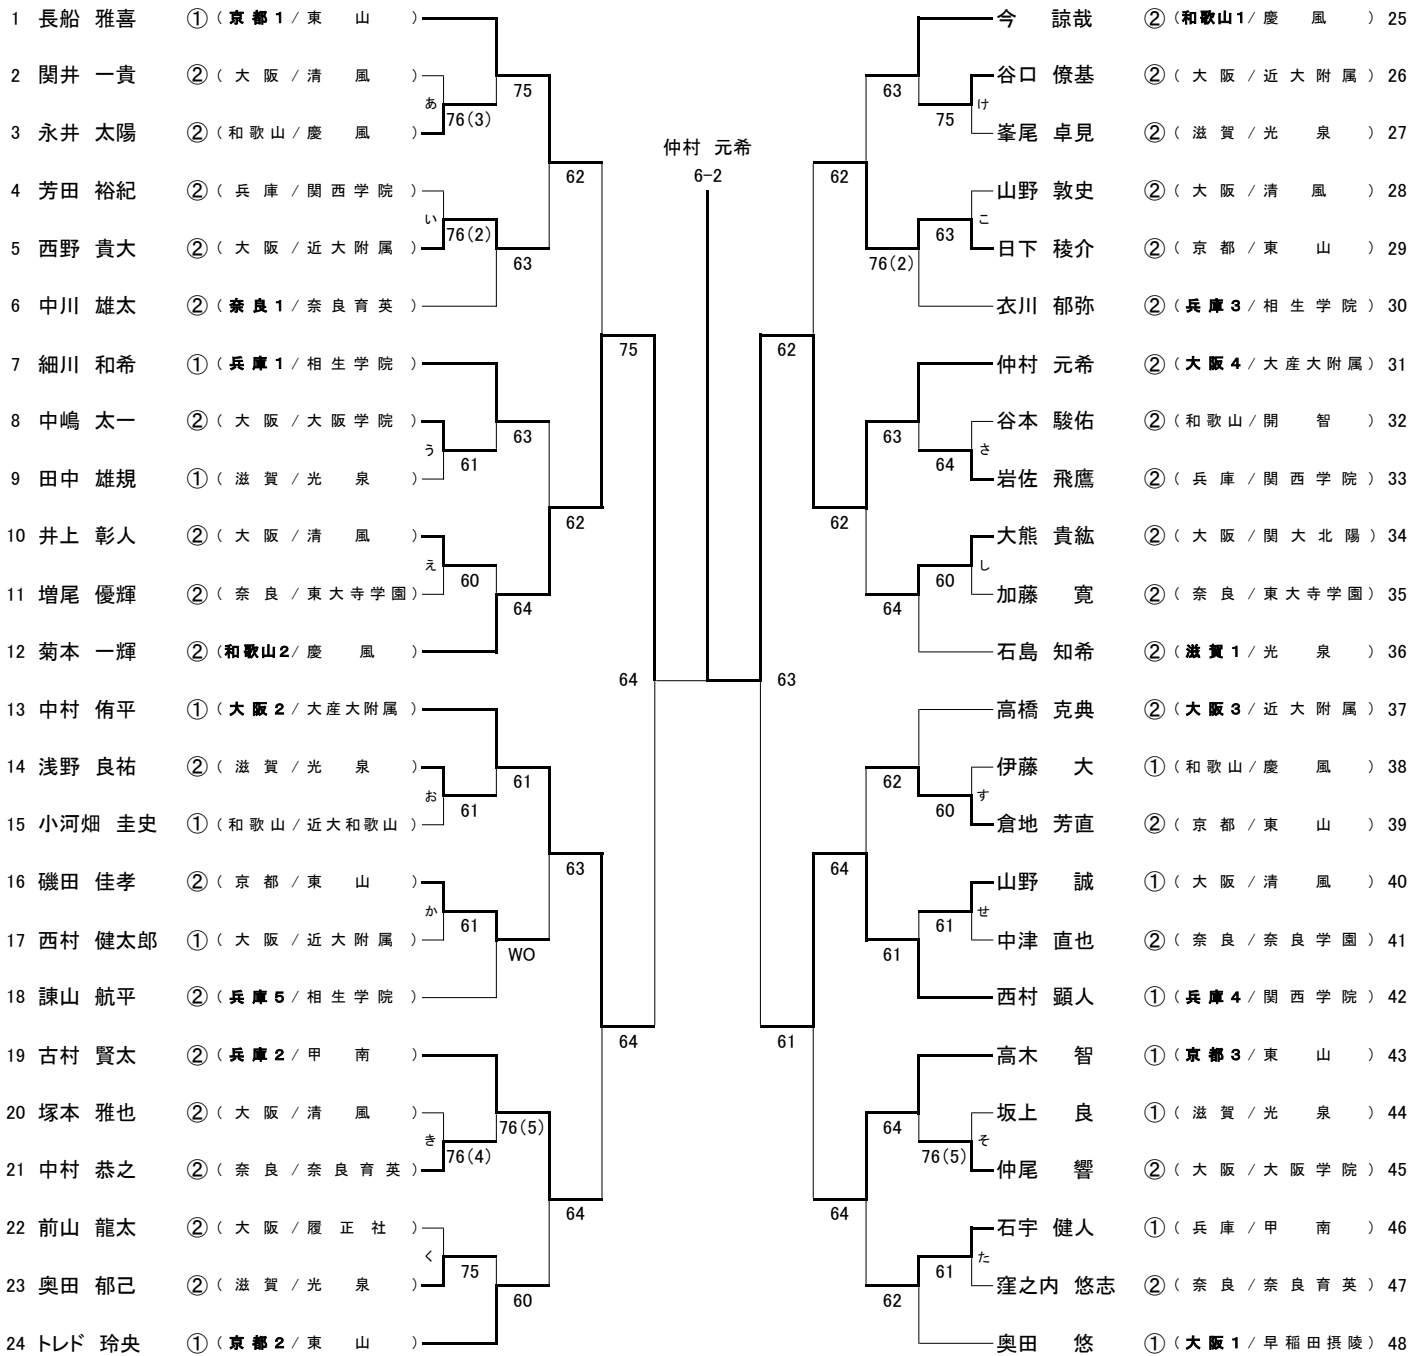 1 長船 雅喜 ① ( 京都1 / 東 山 )
2 関井 一貴 ② ( 大阪 / 清 風 )
あ 76(3)
75
3 永井 太陽 ② ( 和歌山 / 慶 風 )
62
4 芳田 裕紀 ② ( 兵庫 / 関西学院 )
い 76(2)
5 西野 貴大 ② ( 大阪 / 近大附属 )
63
6 中川 雄太 ② ( 奈良1 / 奈良育英 )
75
7 細川 和希 ① ( 兵庫1 / 相生学院 )
8 中嶋 太一 ② ( 大阪 / 大阪学院 )
63
う 61
9 田中 雄規 ① ( 滋賀 / 光 泉 )
62
10 井上 彰人 ② ( 大阪 / 清 風 )
え 60
11 増尾 優輝 ② ( 奈良 / 東大寺学園 )
64
12 菊本 一輝 ② ( 和歌山2 / 慶 風 )
64
13 中村 侑平 ① ( 大阪2 / 大産大附属 )
14 浅野 良祐 ② ( 滋賀 / 光 泉 )
61
お 61
15 小河畑 圭史 ① ( 和歌山 / 近大和歌山 )
63
16 磯田 佳孝 ② ( 京都 / 東 山 )
か 61
17 西村 健太郎 ① ( 大阪 / 近大附属 )
WO
18 諌山 航平 ② ( 兵庫5 / 相生学院 )
64
19 古村 賢太 ② ( 兵庫2 / 甲 南 )
20 塚本 雅也 ② ( 大阪 / 清 風 )
76(5)
き 76(4)
21 中村 恭之 ② ( 奈良 / 奈良育英 )
64
22 前山 龍太 ② ( 大阪 / 履正社 )
く 75
23 奥田 郁己 ② ( 滋賀 / 光 泉 )
60
24 トレド 玲央 ① ( 京都2 / 東 山 )
仲村 元希
6-2
今 諒哉 ② ( 和歌山1 / 慶 風 ) 25
谷口 僚基 ② ( 大阪 / 近大附属 ) 26
63
75 け
峯尾 卓見 ② ( 滋賀 / 光 泉 ) 27
62
山野 敦史 ② ( 大阪 / 清 風 ) 28
63 こ
日下 稜介 ② ( 京都 / 東 山 ) 29
76(2)
衣川 郁弥 ② ( 兵庫3 / 相生学院 ) 30
62
仲村 元希 ② ( 大阪4 / 大産大附属 ) 31
谷本 駿佑 ② ( 和歌山 / 開 智 ) 32
63
64 さ
岩佐 飛鷹 ② ( 兵庫 / 関西学院 ) 33
62
大熊 貴紘 ② ( 大阪 / 関大北陽 ) 34
60 し
加藤 寛 ② ( 奈良 / 東大寺学園 ) 35
64
石島 知希 ② ( 滋賀1 / 光 泉 ) 36
63
高橋 克典 ② ( 大阪3 / 近大附属 ) 37
伊藤 大 ① ( 和歌山 / 慶 風 ) 38
62
60 す
倉地 芳直 ② ( 京都 / 東 山 ) 39
64
山野 誠 ① ( 大阪 / 清 風 ) 40
61 せ
中津 直也 ② ( 奈良 / 奈良学園 ) 41
61
西村 顕人 ① ( 兵庫4 / 関西学院 ) 42
61
高木 智 ① ( 京都3 / 東 山 ) 43
坂上 良 ① ( 滋賀 / 光 泉 ) 44
64
76(5) そ
仲尾 響 ② ( 大阪 / 大阪学院 ) 45
64
石宇 健人 ① ( 兵庫 / 甲 南 ) 46
61 た
窪之内 悠志 ② ( 奈良 / 奈良育英 ) 47
62
奥田 悠 ① ( 大阪1 / 早稲田摂陵 ) 48